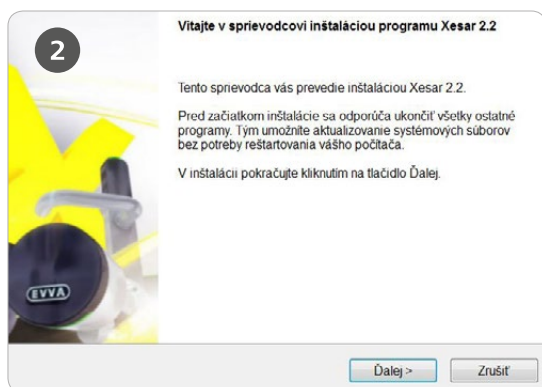 2
Vitajte v sprievodcovi inštaláciou programu Xesar 2.2
Tento sprievodca vás prevedie inštaláciou Xesar 2.2.
Pred začiatkom inštalácie sa odporúča ukončiť všetky ostatné
programy. Tým umožníte aktualizovanie systémových súborov
bez potreby reštartovania vášho počítača.
V inštalácii pokračujte kliknutím na tlačidlo Ďalej.
EVVA
Ďalej > Zrušiť